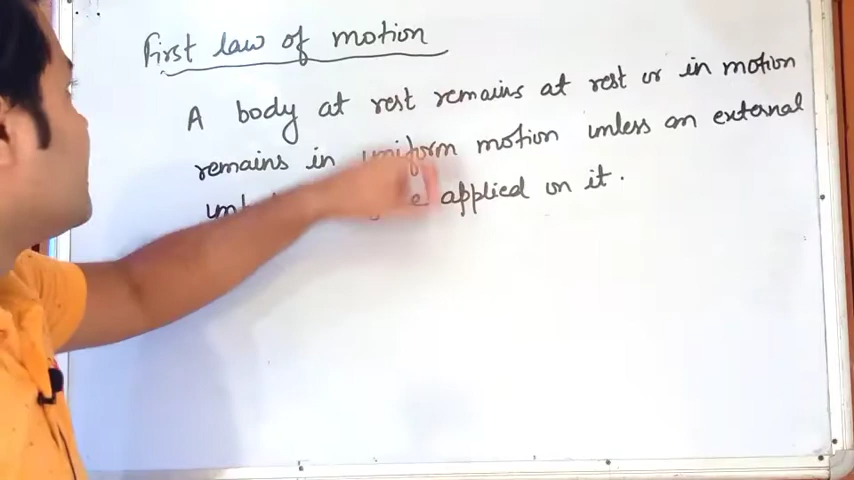 First law of motion
A body at rest remains at rest or in motion
remains in uniform motion unless an external
applied on it.